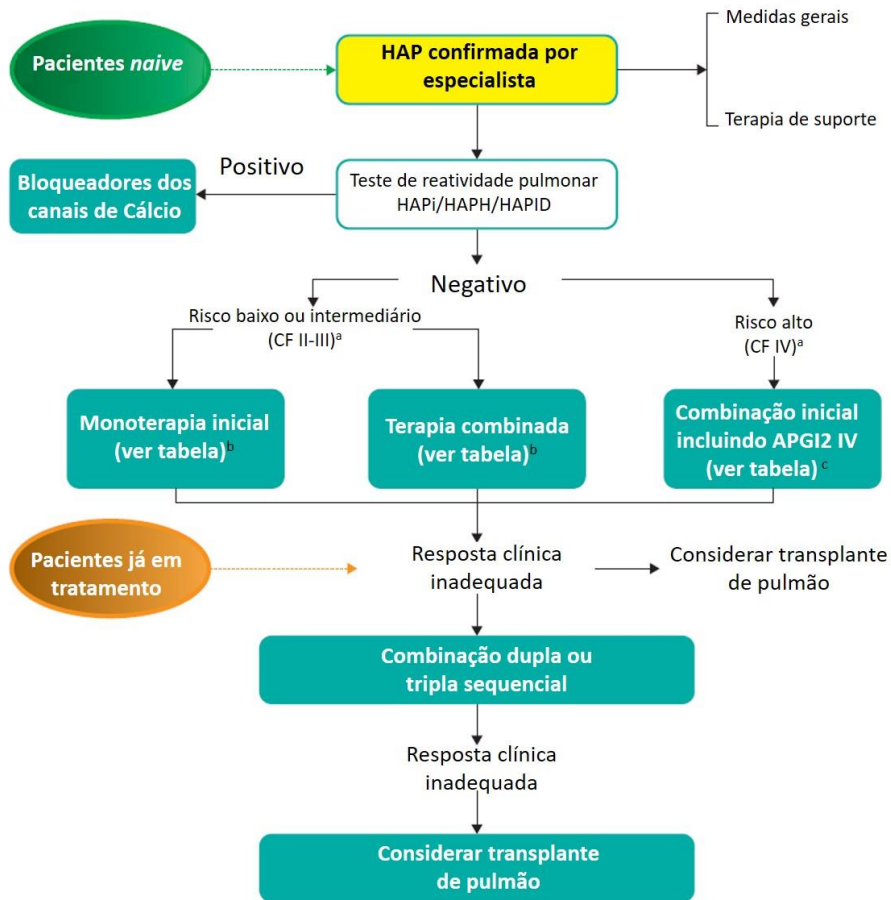 Medidas gerais
Pacientes naive
HAP confirmada por
especialista
Terapia de suporte
Positivo
Bloqueadores dos
canais de Cálcio
Teste de reatividade pulmonar
HAPi/HAPH/HAPID
Negativo
Risco baixo ou intermediário
(CF II-III)ª
Risco alto
(CF IV)ª
Monoterapia inicial
(ver tabela)b
Terapia combinada
(ver tabela)b
Combinação inicial
incluindo APGI2 IV
(ver tabela) c
Pacientes já em
tratamento
Resposta clínica
inadequada
Considerar transplante
de pulmão
Combinação dupla ou
tripla sequencial
Resposta clínica
inadequada
Considerar transplante
de pulmão